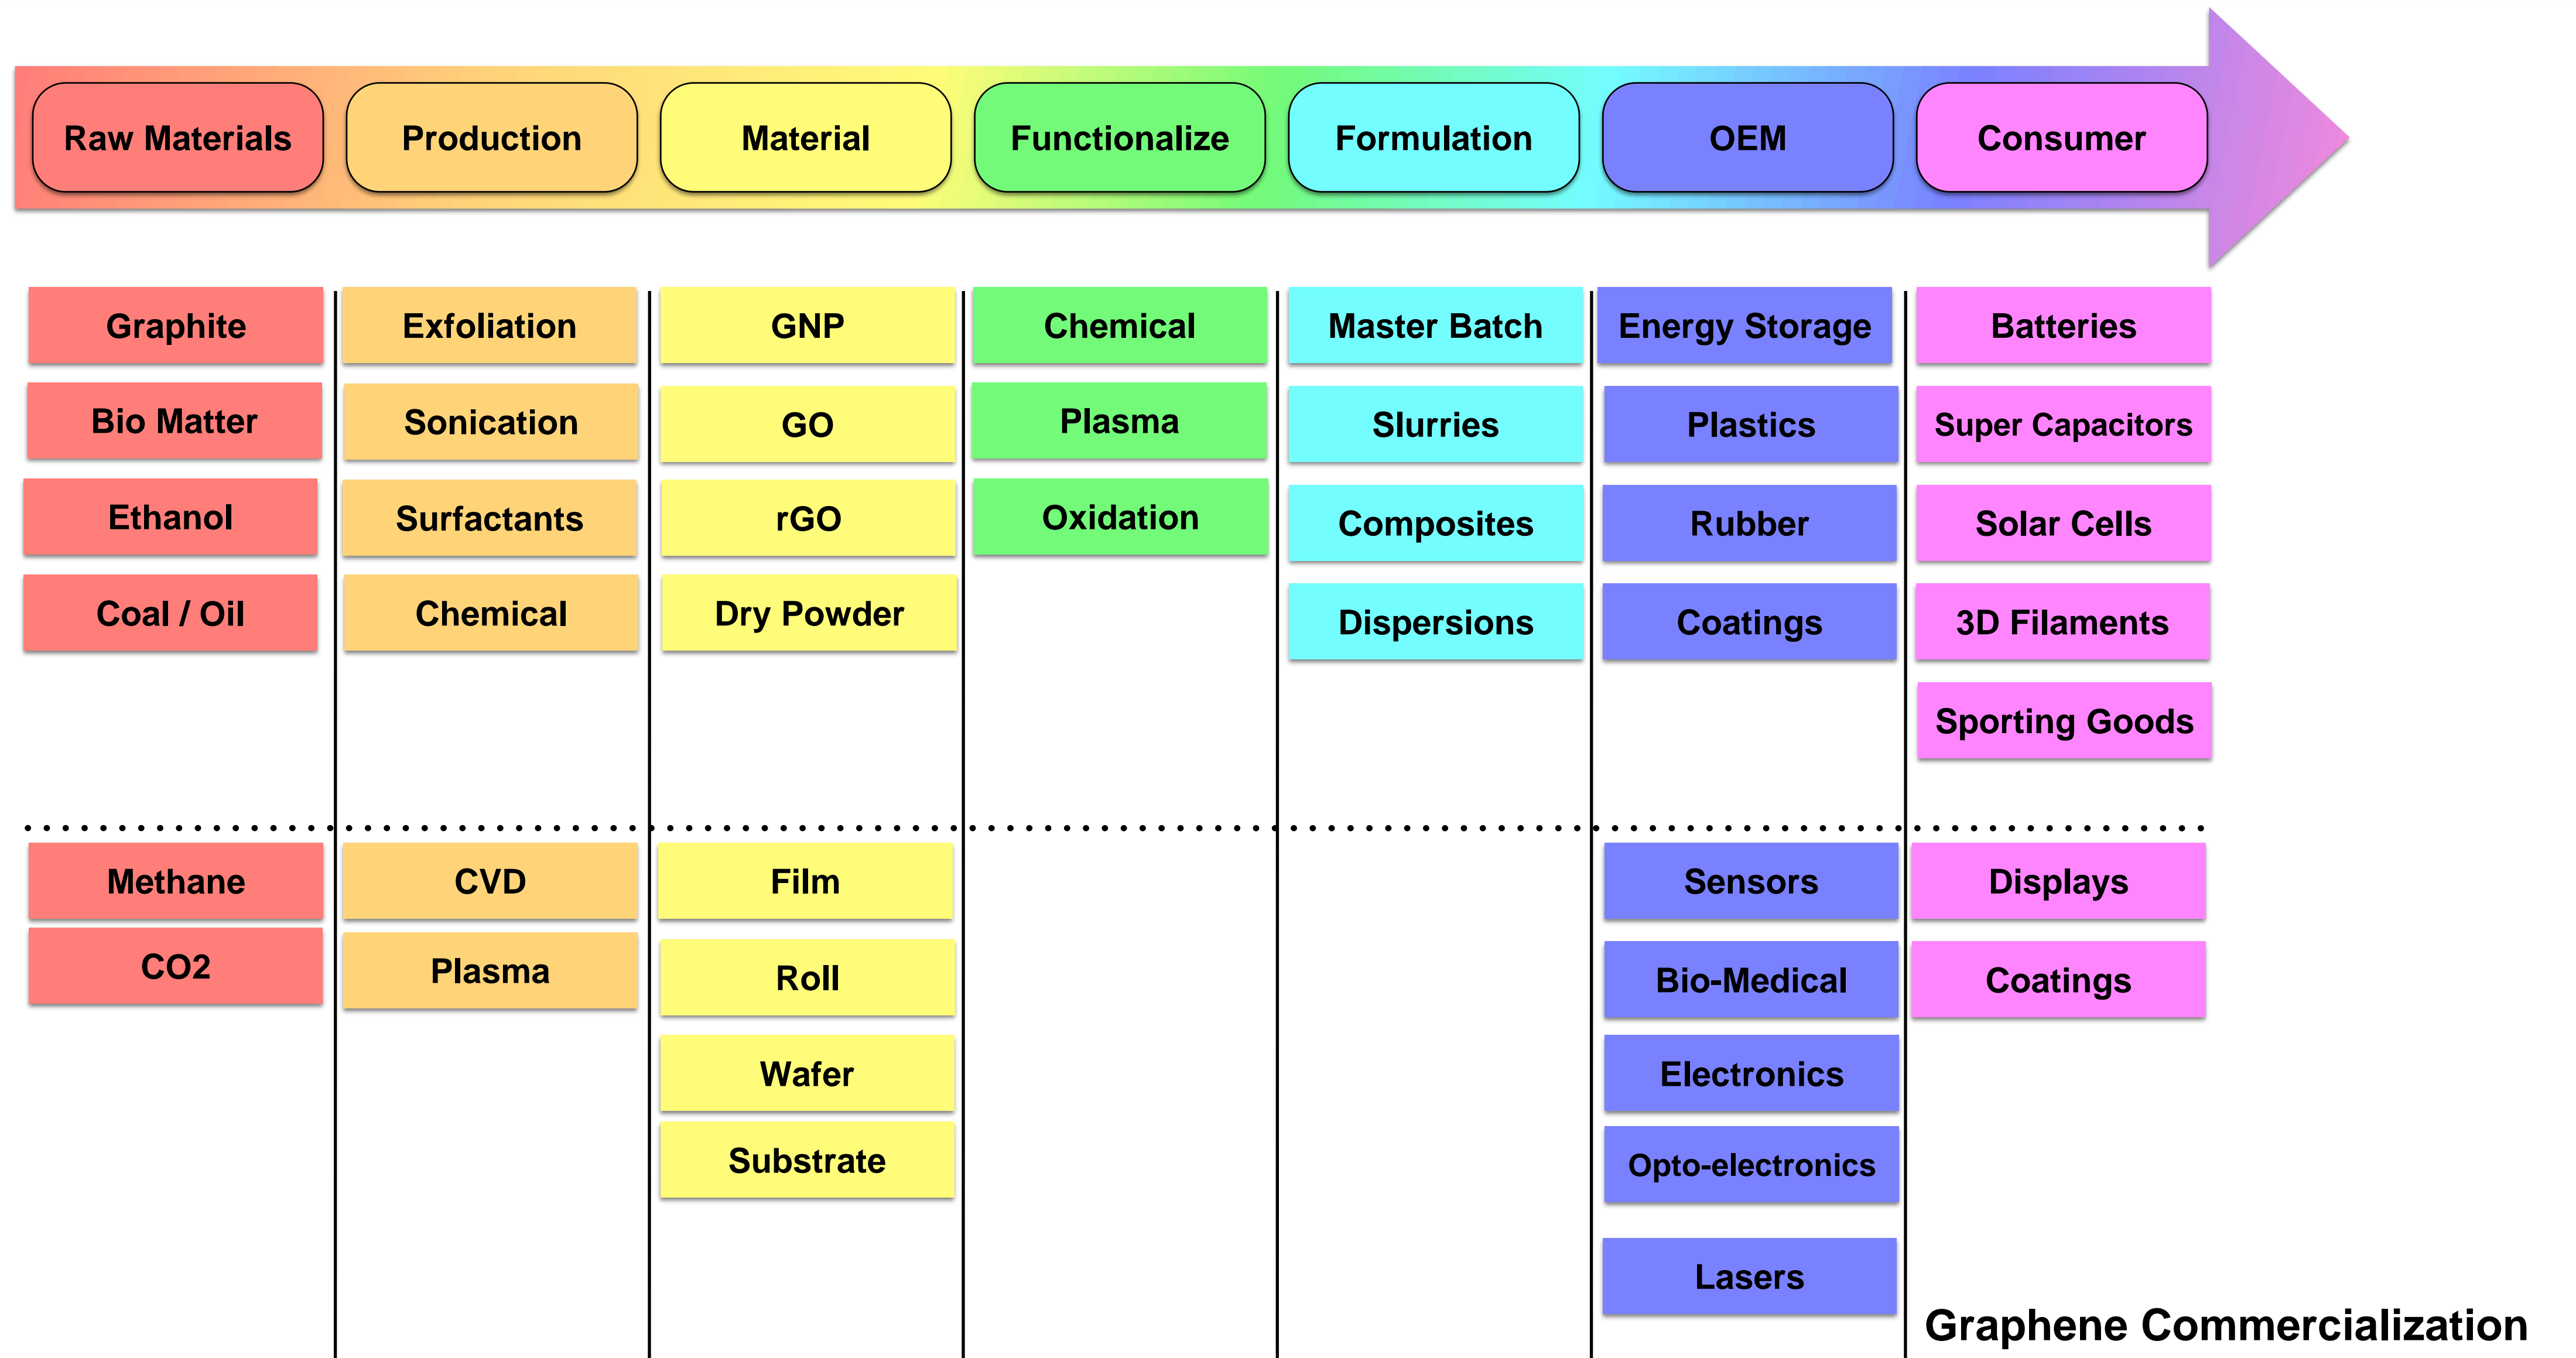 Raw Materials
Production
Material
Functionalize
Formulation
OEM
Consumer
Graphite
Bio Matter
Ethanol
Coal / Oil
Exfoliation
Sonication
Surfactants
Chemical
GNP
GO
rGO
Dry Powder
Chemical
Plasma
Oxidation
Master Batch
Slurries
Composites
Dispersions
Energy Storage
Plastics
Rubber
Coatings
Batteries
Super Capacitors
Solar Cells
3D Filaments
Sporting Goods
Methane
CO2
CVD
Plasma
Film
Roll
Wafer
Substrate
Sensors
Bio-Medical
Electronics
Opto-electronics
Lasers
Displays
Coatings
Graphene Commercialization